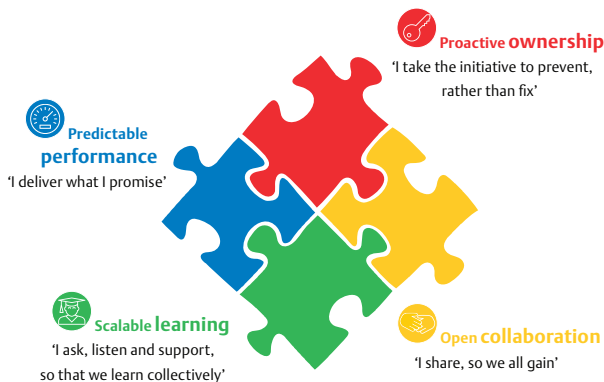 Proactive ownership
‘I take the initiative to prevent,
rather than fix’
Predictable
performance
‘I deliver what I promise’
Scalable learning
‘I ask, listen and support,
so that we learn collectively’
Open collaboration
‘I share, so we all gain’